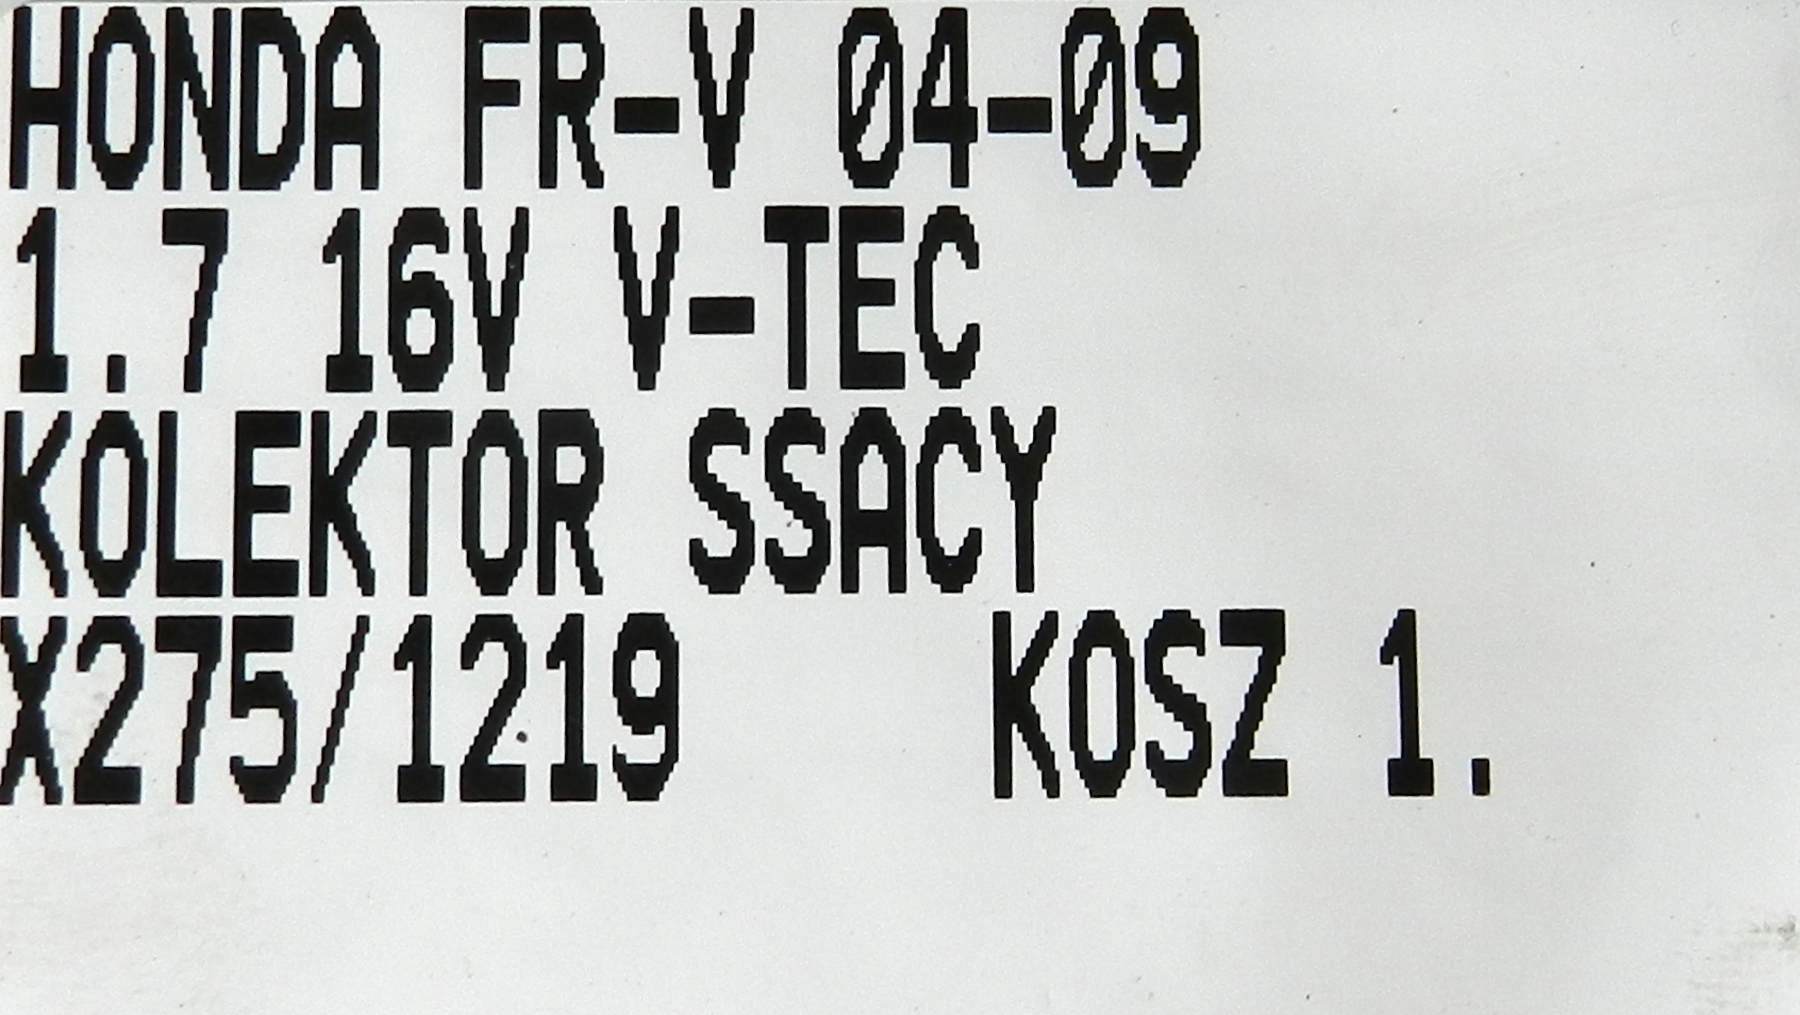 HONDA FR-V 04-09
1.7 16V V-TEC
KOLEKTOR SSACY
X275/1219 KOSZ 1.